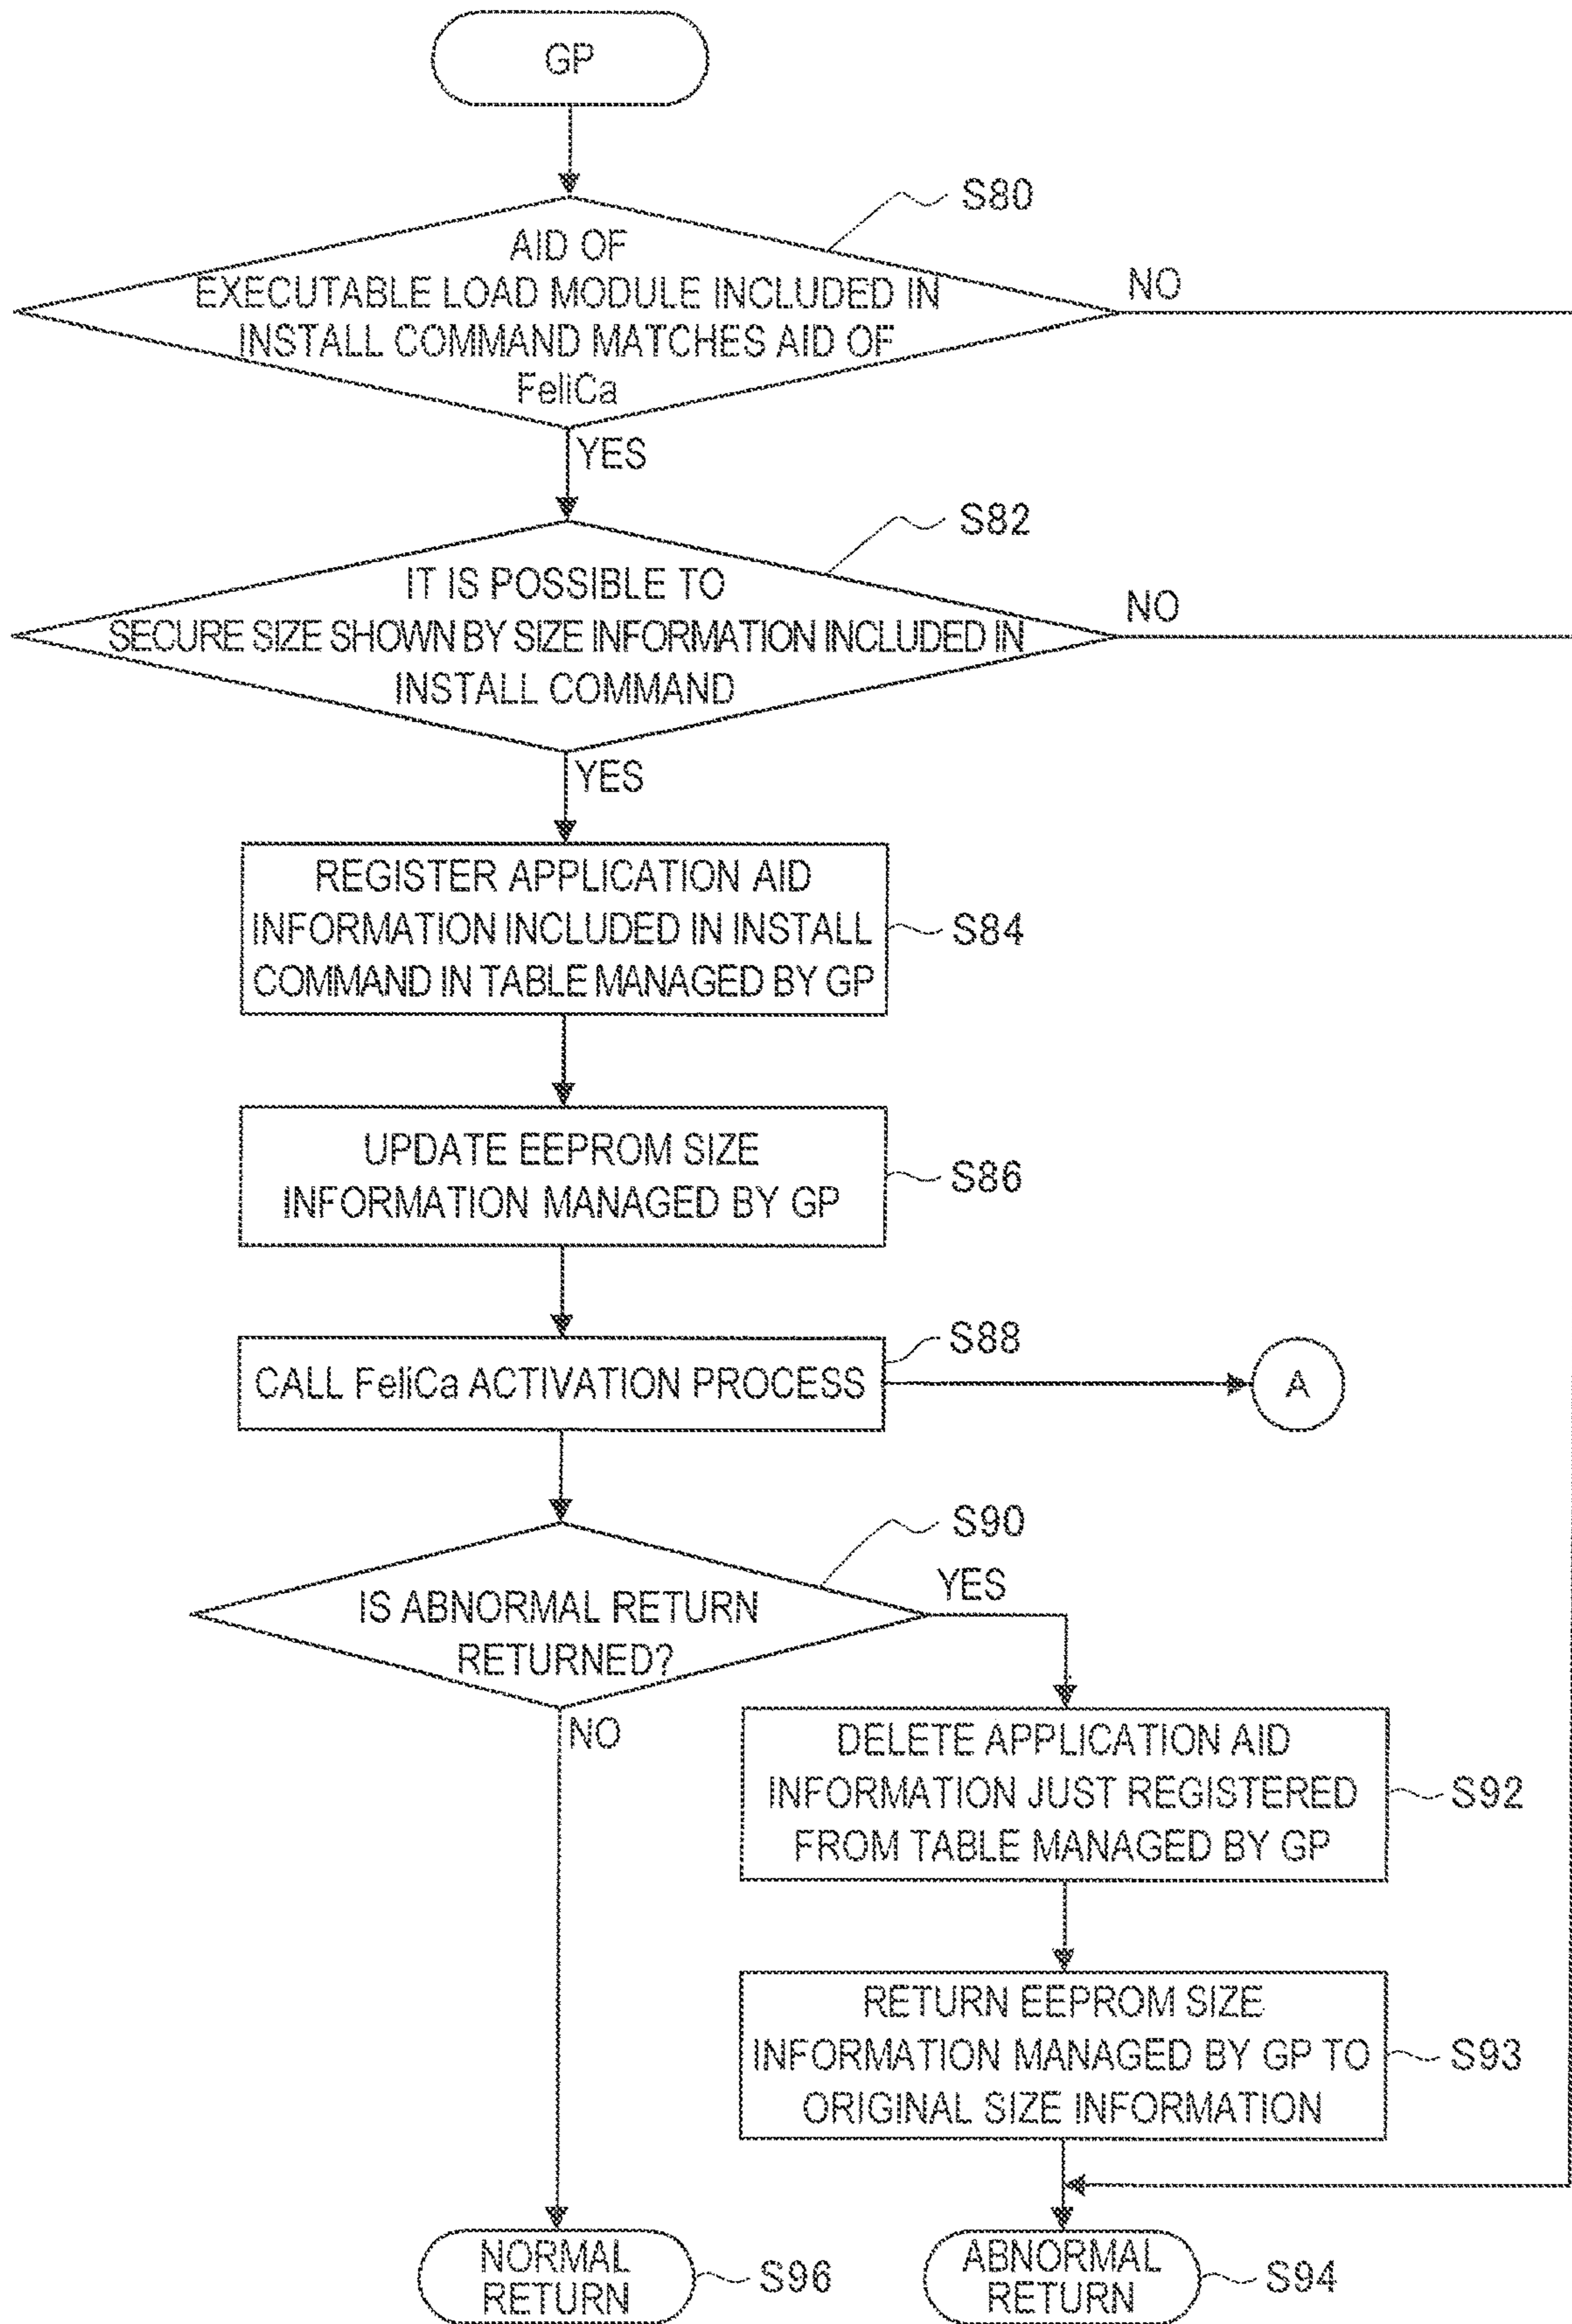 GP
S80
AID OF
EXECUTABLE LOAD MODULE INCLUDED IN
INSTALL COMMAND MATCHES AID OF
FeliCa
NO
YES
S82
IT IS POSSIBLE TO
SECURE SIZE SHOWN BY SIZE INFORMATION INCLUDED IN
INSTALL COMMAND
NO
YES
REGISTER APPLICATION AID
INFORMATION INCLUDED IN INSTALL
COMMAND IN TABLE MANAGED BY GP
S84
UPDATE EEPROM SIZE
INFORMATION MANAGED BY GP
S86
CALL FeliCa ACTIVATION PROCESS
S88
A
S90
IS ABNORMAL RETURN
RETURNED?
YES
NO
DELETE APPLICATION AID
INFORMATION JUST REGISTERED
FROM TABLE MANAGED BY GP
S92
RETURN EEPROM SIZE
INFORMATION MANAGED BY GP TO
ORIGINAL SIZE INFORMATION
S93
NORMAL
RETURN
S96
ABNORMAL
RETURN
S94